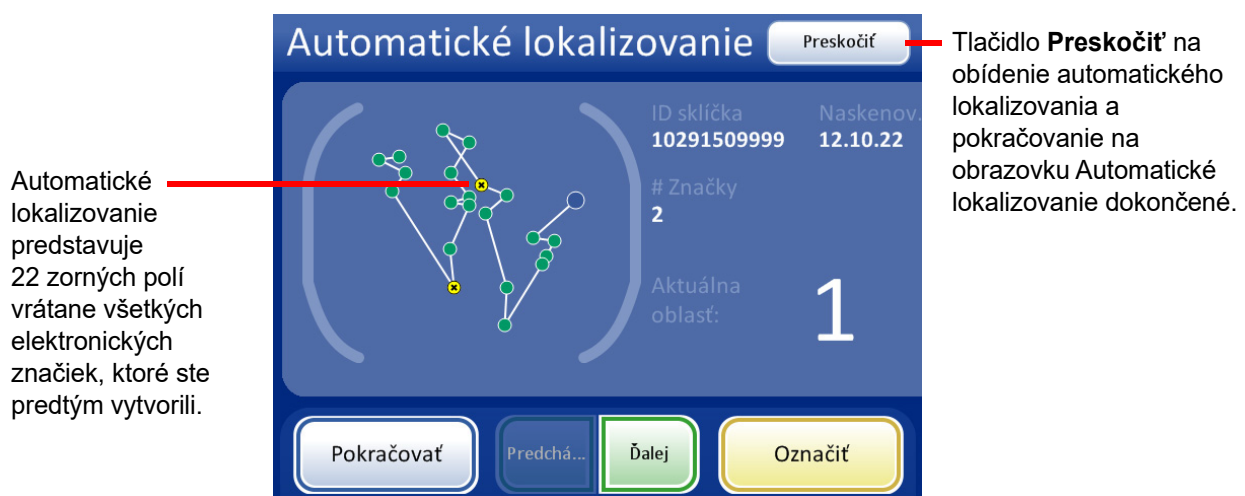 Automatické
lokalizovanie
predstavuje
22 zorných polí
vrátane všetkých
elektronických
značiek, ktoré ste
predtým vytvorili.
Automatické lokalizovanie
Preskočiť
ID sklíčka
10291509999
Naskenov.
12.10.22
# Značky
2
Aktuálna
oblasť:
1
Pokračovať
Predchá...
Ďalej
Označiť
Tlačidlo Preskočiť na
obídenie automatického
lokalizovania a
pokračovanie na
obrazovku Automatické
lokalizovanie dokončené.